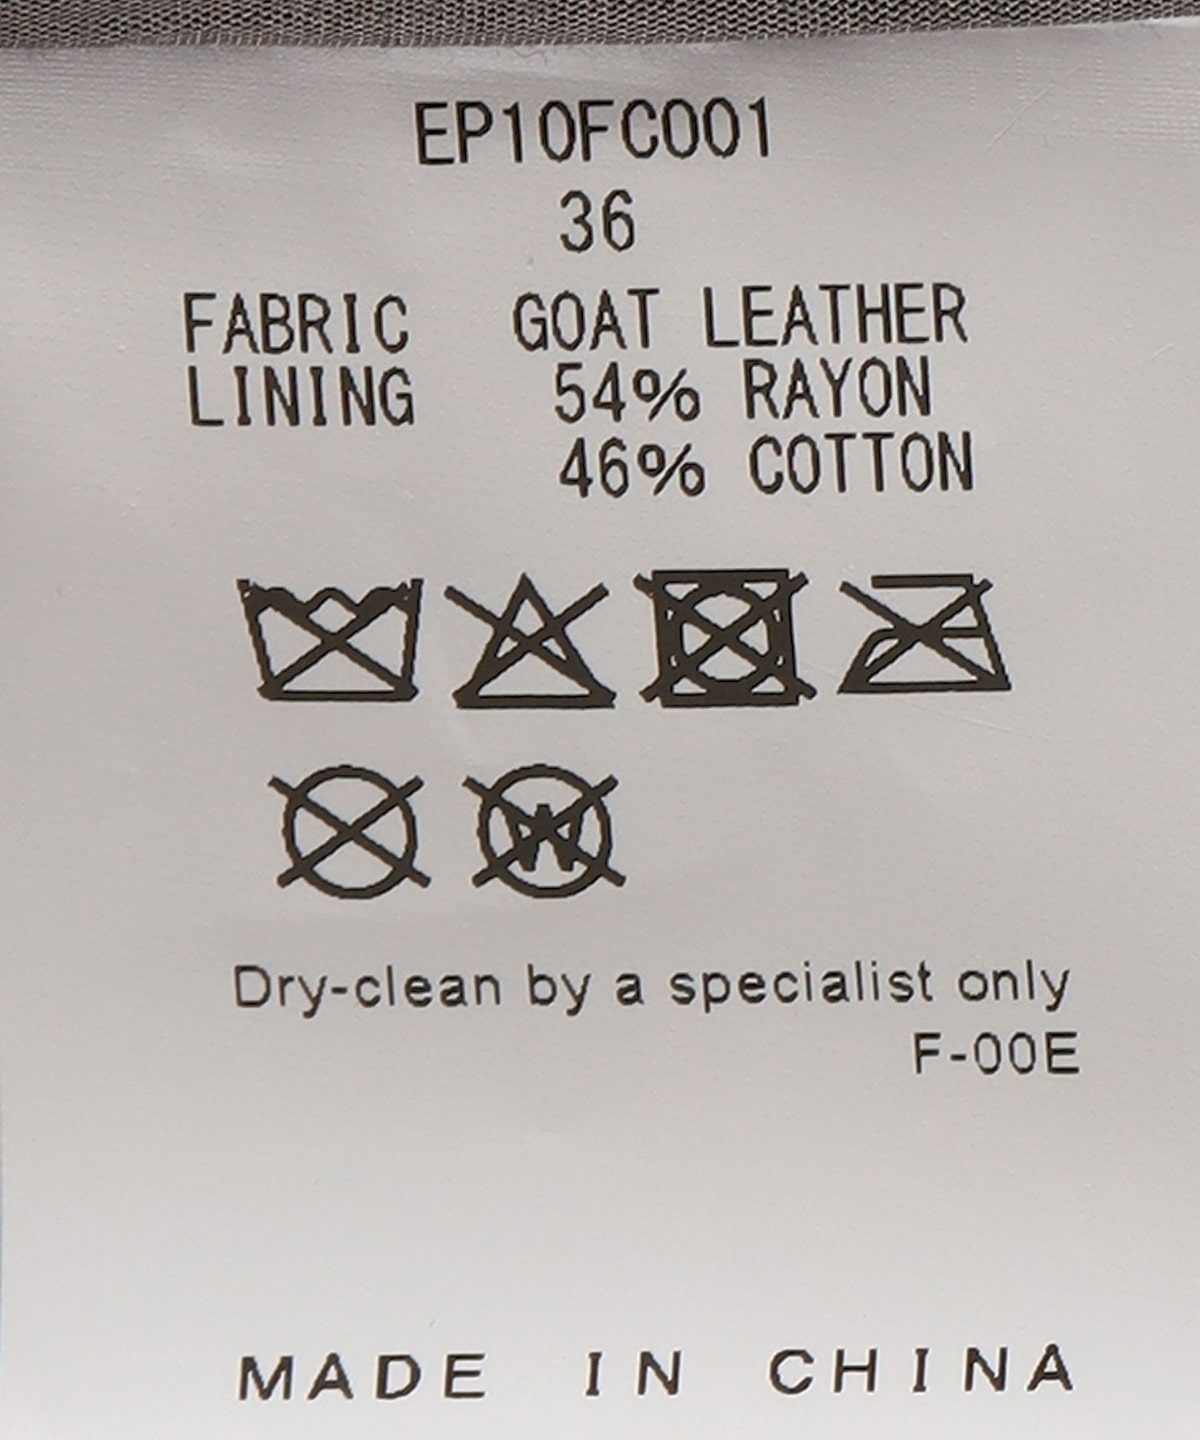 EP10FC001
36
FABRIC GOAT LEATHER
LINING 54% RAYON
46% COTTON
W
Dry-clean by a specialist only
F-00E
MADE IN CHINA